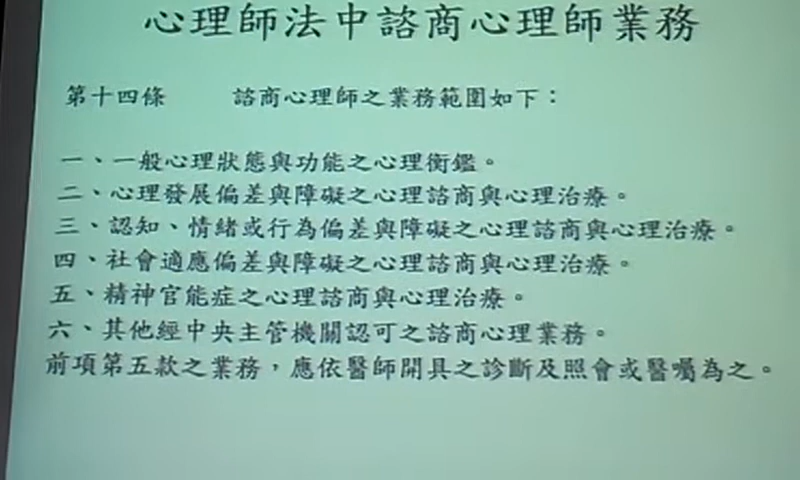 心理師法中諮商心理師業務
第十四條 諮商心理師之業務範圍如下：
一、一般心理狀態與功能之心理衡鑑。
二、心理發展偏差與障礙之心理諮商與心理治療。
三、認知、情緒或行為偏差與障礙之心理諮商與心理治療。
四、社會適應偏差與障礙之心理諮商與心理治療。
五、精神官能症之心理諮商與心理治療。
六、其他經中央主管機關認可之諮商心理業務。
前項第五款之業務，應依醫師開具之診斷及照會或醫囑為之。